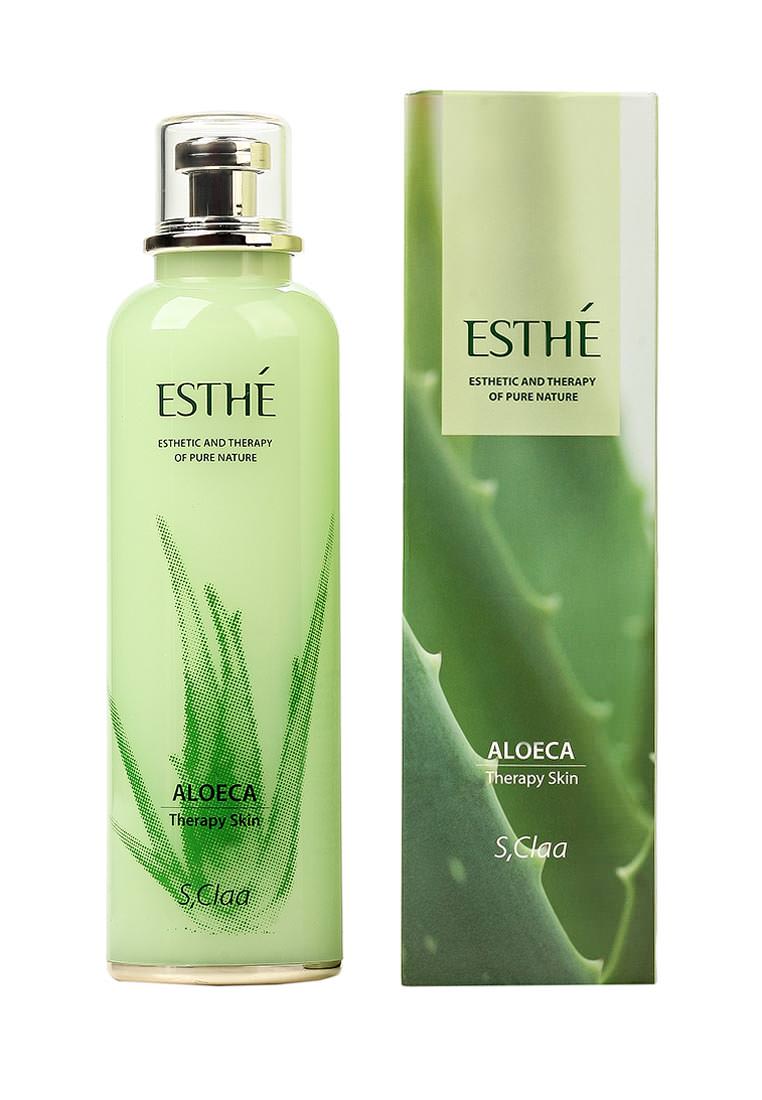 ESTHÉ
ESTHETIC AND THERAPY
OF PURE NATURE
ALOECA
Therapy Skin
S,Claa
ESTHÉ
ESTHETIC AND THERAPY
OF PURE NATURE
ALOECA
Therapy Skin
S,Claa